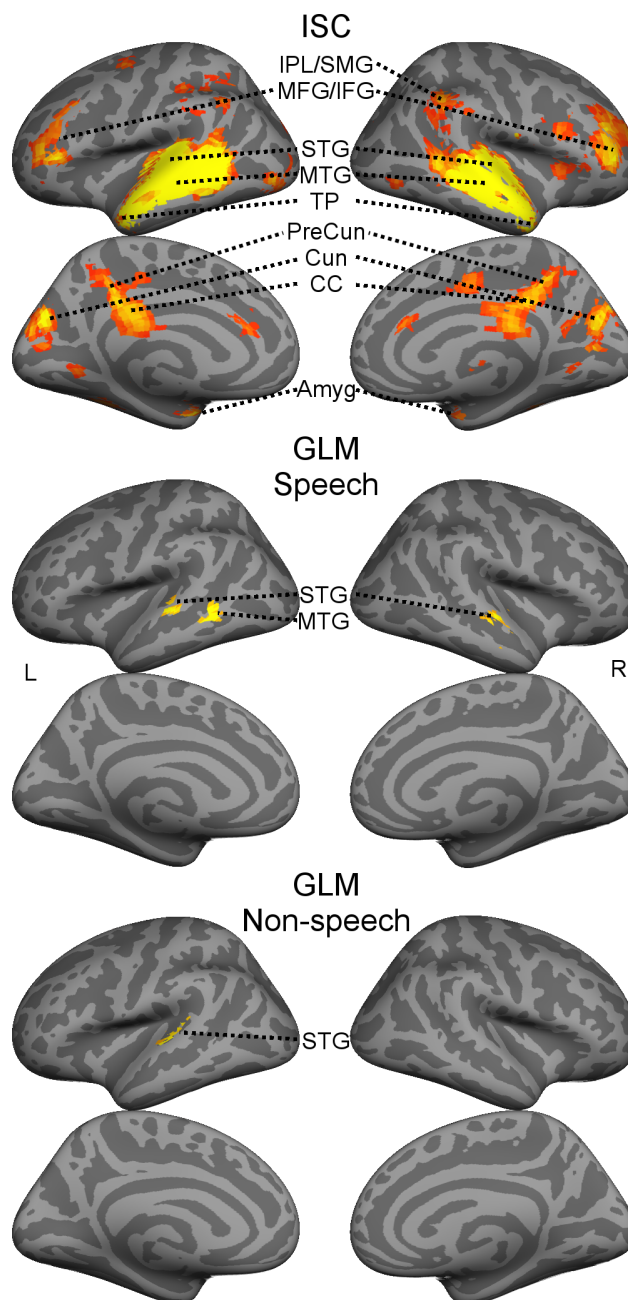 ISC
IPL/SMG
MFG/IFG
STG
MTG
TP
PreCun
Cun
CC
Amyg
GLM
Speech
STG
MTG
L
R
GLM
Non-speech
STG